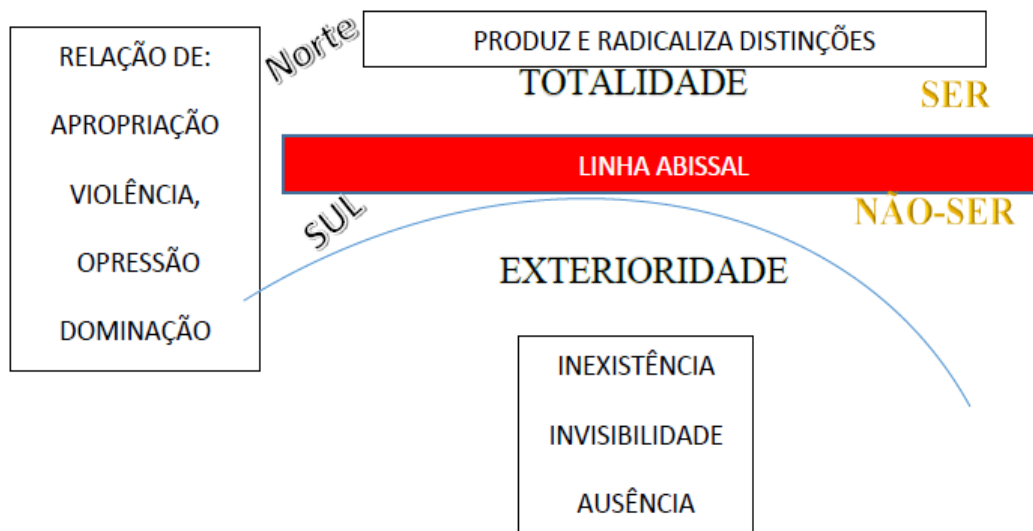 RELAÇÃO DE:
APROPRIAÇÃO
VIOLÊNCIA,
OPRESSÃO
DOMINAÇÃO
Norte
PRODUZ E RADICALIZA DISTINÇÕES
TOTALIDADE
SER
LINHA ABISSAL
SUL
NÃO-SER
EXTERIORIDADE
INEXISTÊNCIA
INVISIBILIDADE
AUSÊNCIA